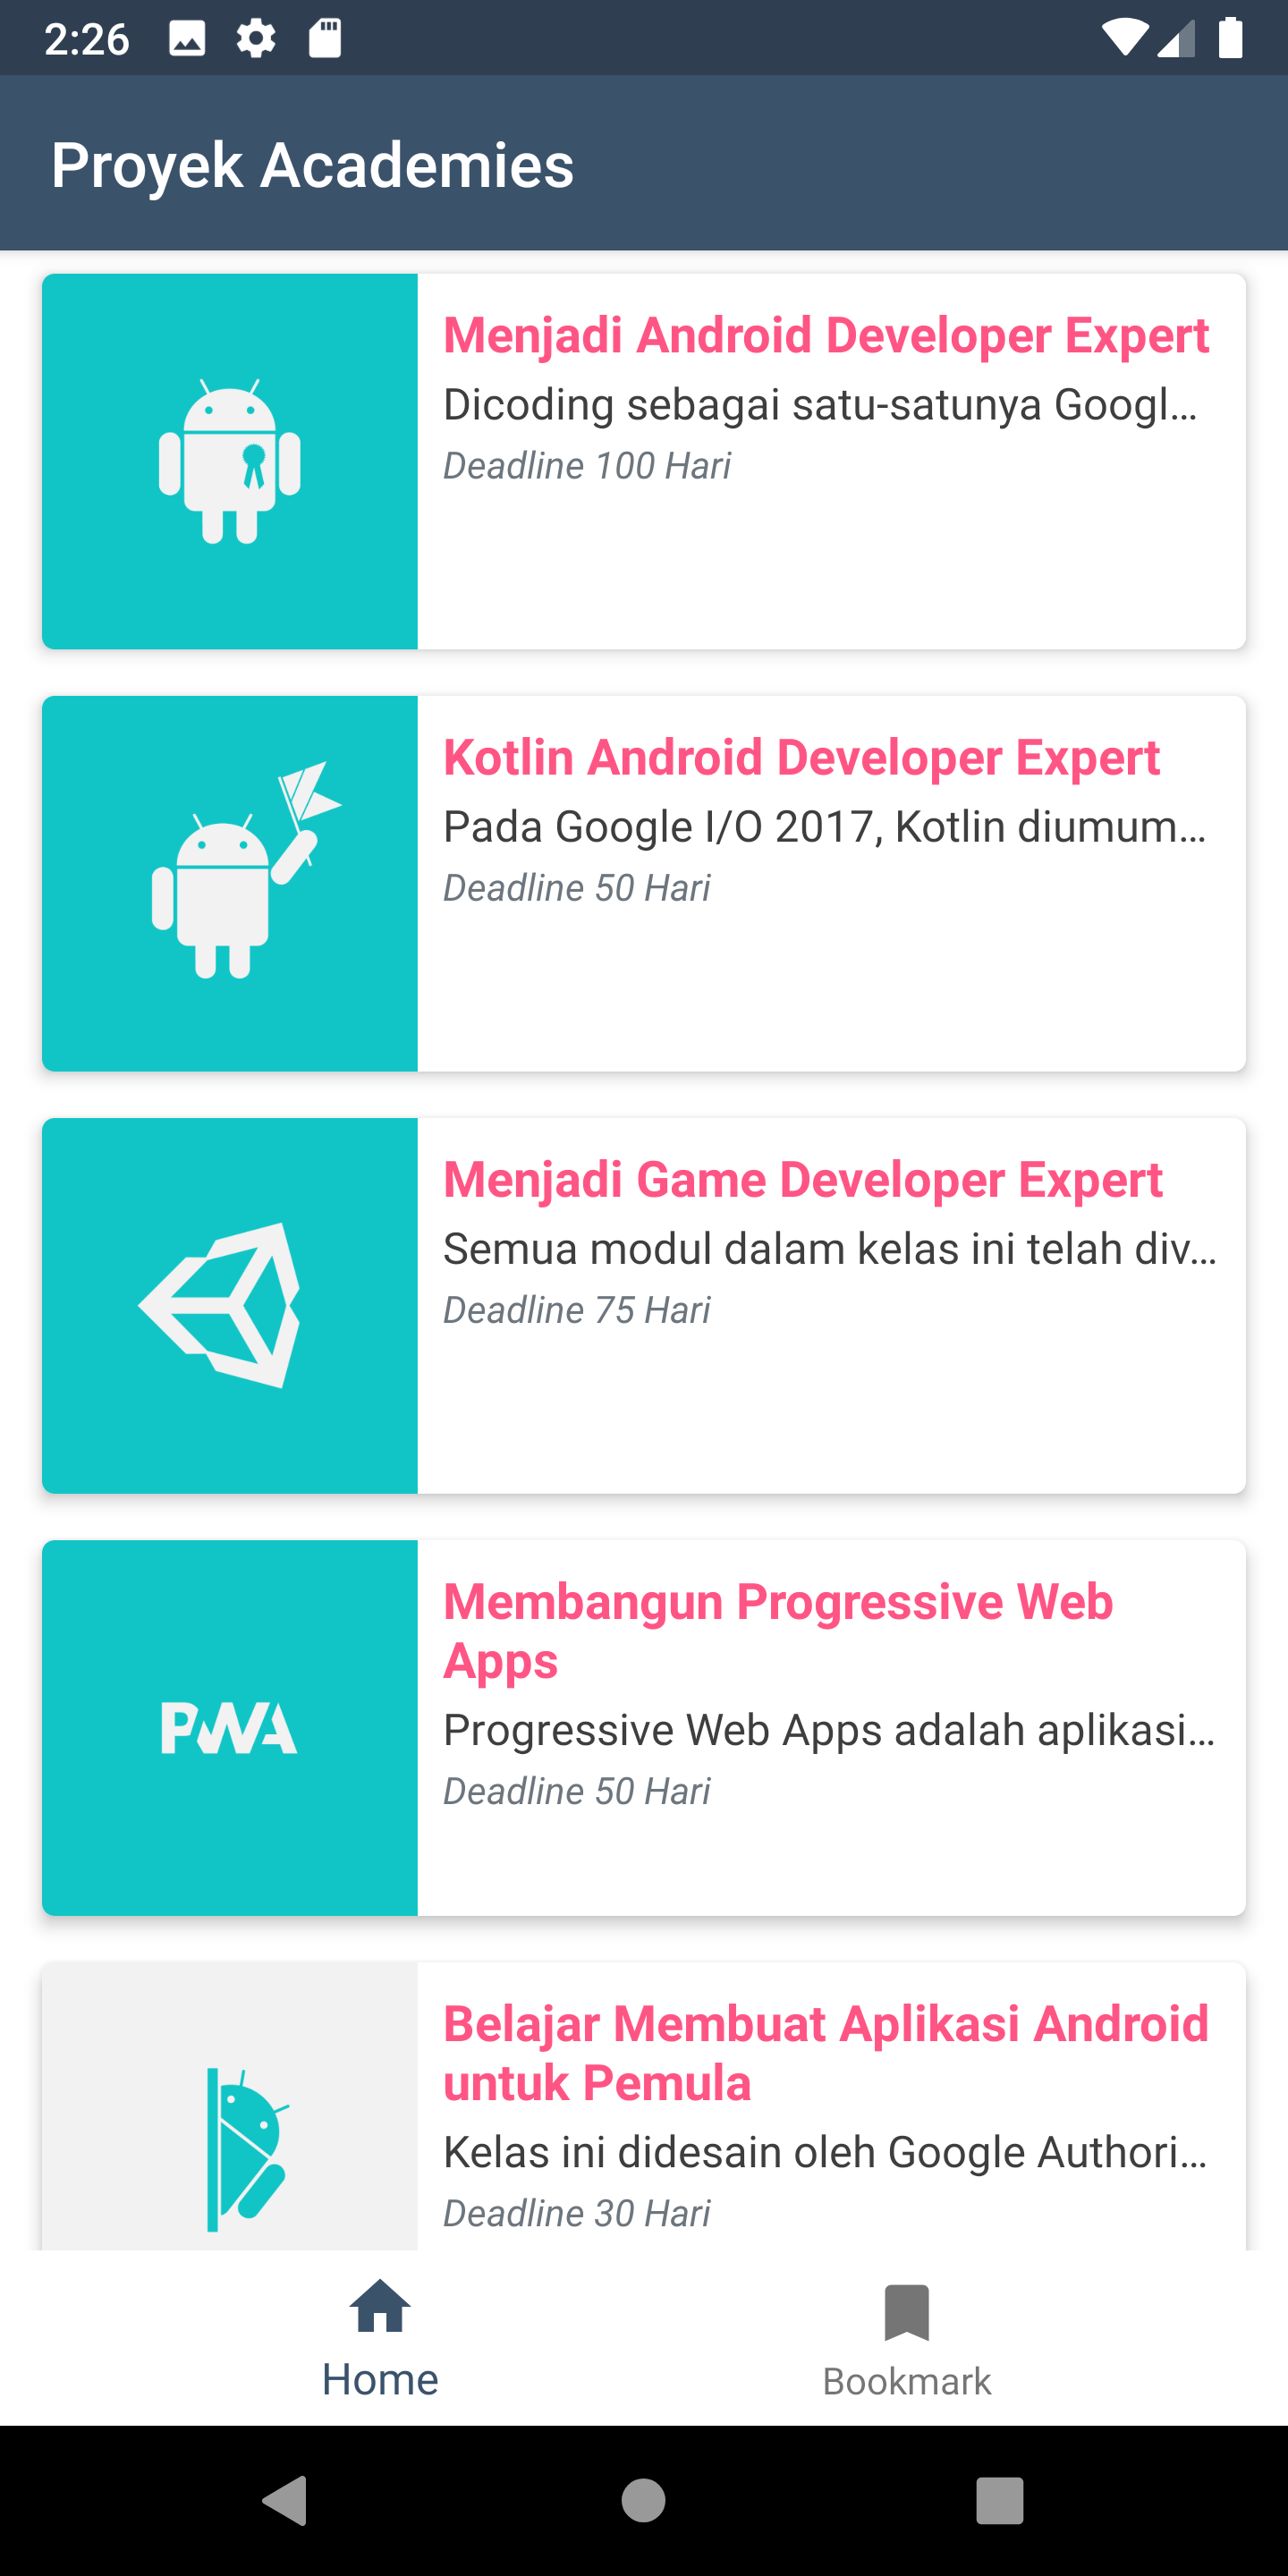 2:26
Proyek Academies
Menjadi Android Developer Expert
Dicoding sebagai satu-satunya Googl...
Deadline 100 Hari
Kotlin Android Developer Expert
Pada Google I/O 2017, Kotlin diumum...
Deadline 50 Hari
Menjadi Game Developer Expert
Semua modul dalam kelas ini telah div...
Deadline 75 Hari
PWA
Membangun Progressive Web
Apps
Progressive Web Apps adalah aplikasi...
Deadline 50 Hari
Belajar Membuat Aplikasi Android
untuk Pemula
Kelas ini didesain oleh Google Authori...
Deadline 30 Hari
Home
Bookmark